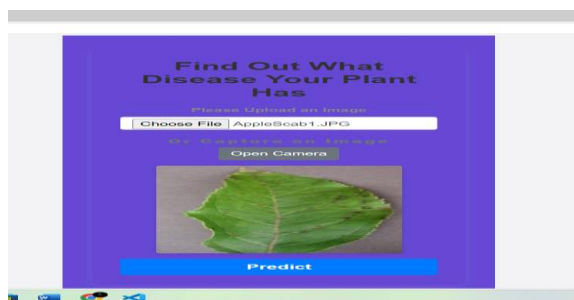 Find Out What
Disease Your Plant
Has
Please Upload an Image
Choose File AppleScab1.JPG
Or Capture an Image
Open Camera
Predict